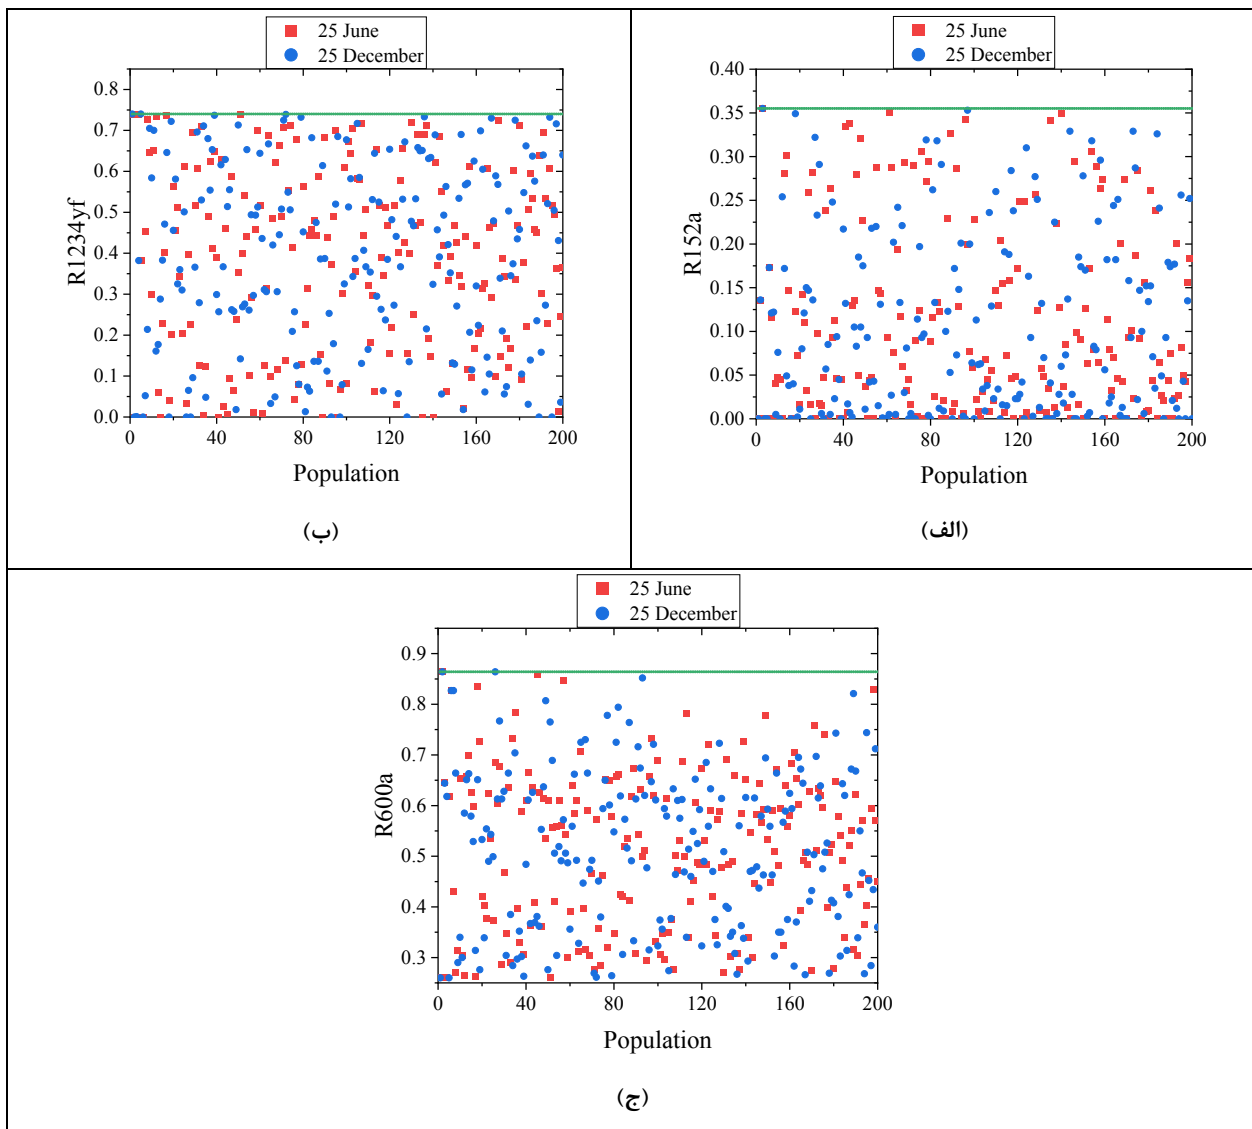 25 June
25 December
R1234yf
0.8
0.7
0.6
0.5
0.4
0.3
0.2
0.1
0.0
0 40 80 120 160 200
Population
(ب)
25 June
25 December
R152a
0.40
0.35
0.30
0.25
0.20
0.15
0.10
0.05
0.00
0 40 80 120 160 200
Population
(الف)
25 June
25 December
R600a
0.9
0.8
0.7
0.6
0.5
0.4
0.3
0 40 80 120 160 200
Population
(ج)